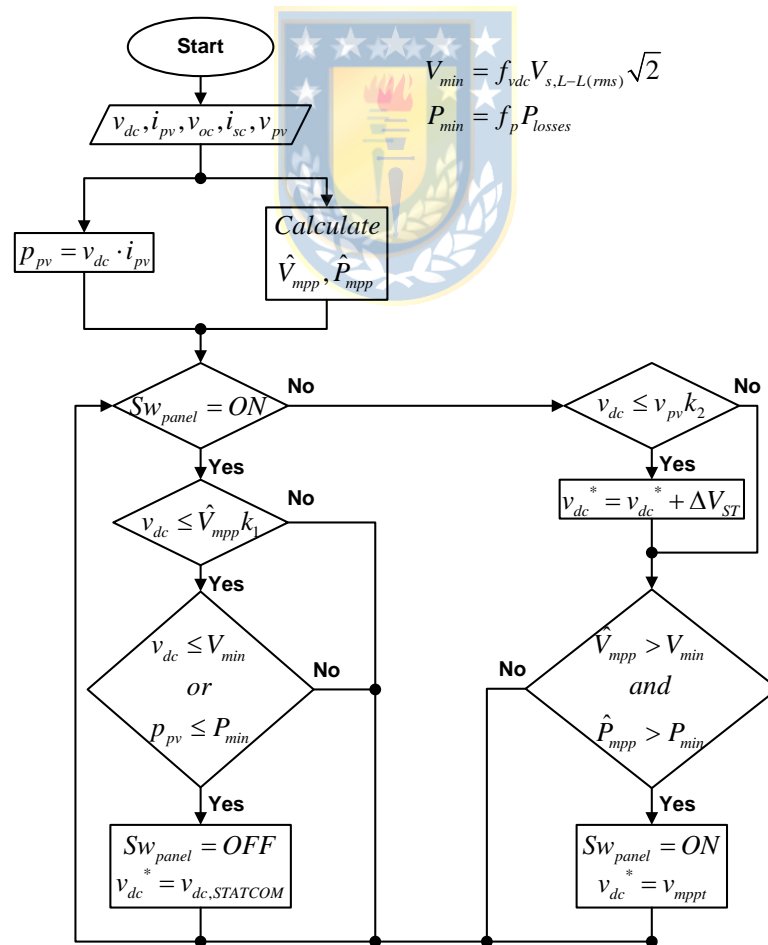 Start
V_min = f_vdc V_s,L-L(rms) √2
P_min = f_p P_losses
v_dc, i_pv, v_oc, i_sc, v_pv
p_pv = v_dc · i_pv
Calculate
V̂_mpp, P̂_mpp
Sw_panel = ON
No
Yes
v_dc ≤ v_pv k_2
No
Yes
v_dc* = v_dc* + ΔV_ST
v_dc ≤ V̂_mpp k_1
No
Yes
v_dc ≤ V_min
or
p_pv ≤ P_min
No
Yes
V̂_mpp > V_min
and
P̂_mpp > P_min
No
Yes
Sw_panel = OFF
v_dc* = v_dc,STATCOM
Sw_panel = ON
v_dc* = v_mppt